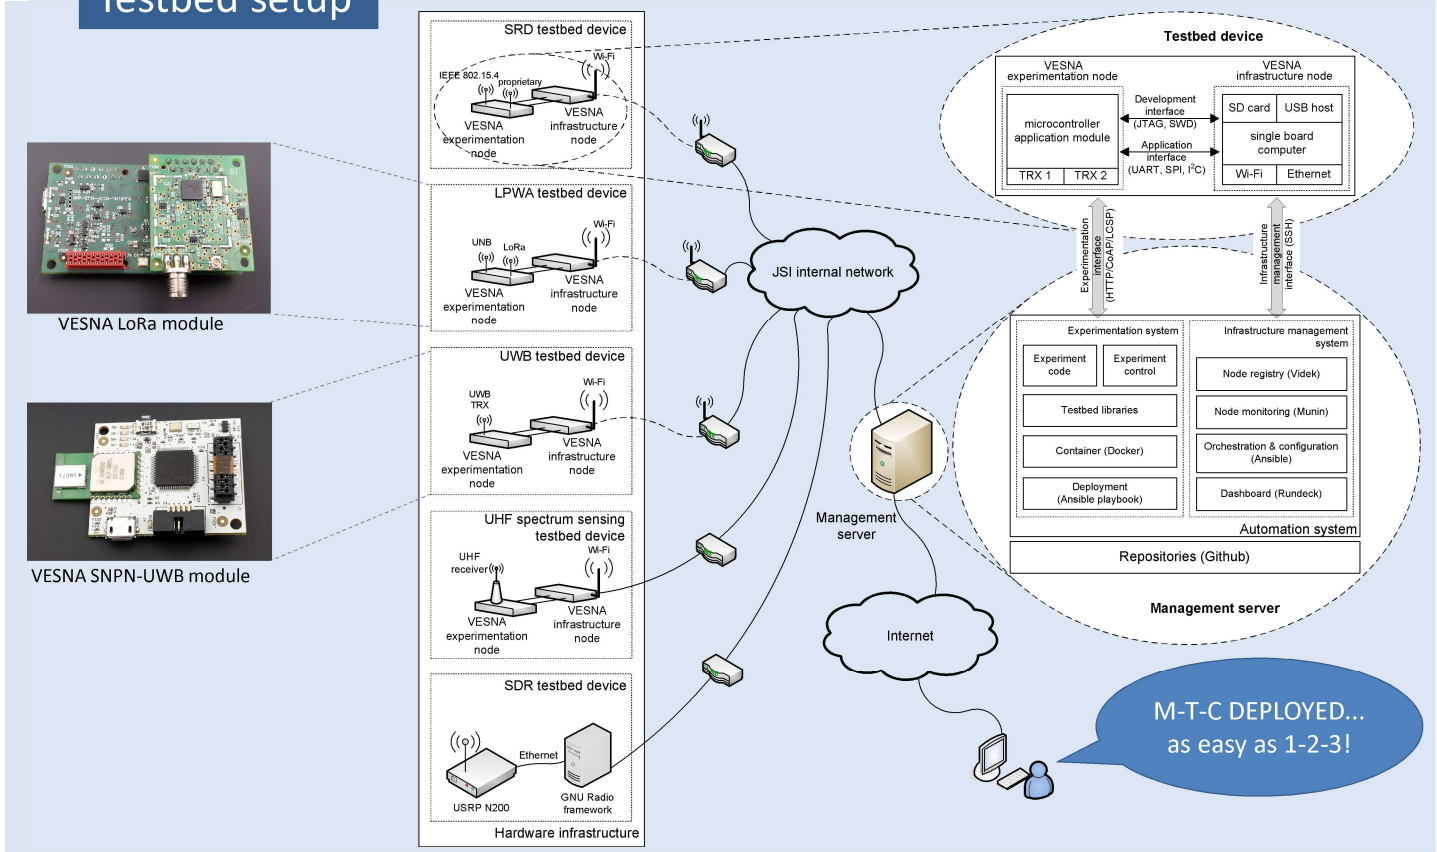 Testbed setup
SRD testbed device
Wi-Fi
IEEE 802.15.4
proprietary
VESNA
experimentation
node
VESNA
infrastructure
node
LPWA testbed device
Wi-Fi
UNB
LoRa
VESNA
experimentation
node
VESNA
infrastructure
node
VESNA LoRa module
UWB testbed device
Wi-Fi
UWB
TRX
VESNA
experimentation
node
VESNA
infrastructure
node
VESNA SNPN-UWB module
UHF spectrum sensing
testbed device
Wi-Fi
UHF
receiver
VESNA
experimentation
node
VESNA
infrastructure
node
SDR testbed device
Ethernet
USRP N200
GNU Radio
framework
Hardware infrastructure
JSI internal network
Management
server
Internet
Testbed device
VESNA
experimentation node
VESNA
infrastructure node
microcontroller
application module
TRX 1
TRX 2
Development
interface
(JTAG, SWD)
Application
interface
(UART, SPI, I²C)
SD card
USB host
single board
computer
Wi-Fi
Ethernet
Experimentation
interface
(HTTP/CoAP/LCSP)
Infrastructure
management
interface (SSH)
Experimentation system
Experiment
code
Experiment
control
Testbed libraries
Container (Docker)
Deployment
(Ansible playbook)
Infrastructure management
system
Node registry (Videk)
Node monitoring (Munin)
Orchestration & configuration
(Ansible)
Dashboard (Rundeck)
Automation system
Repositories (Github)
Management server
M-T-C DEPLOYED...
as easy as 1-2-3!